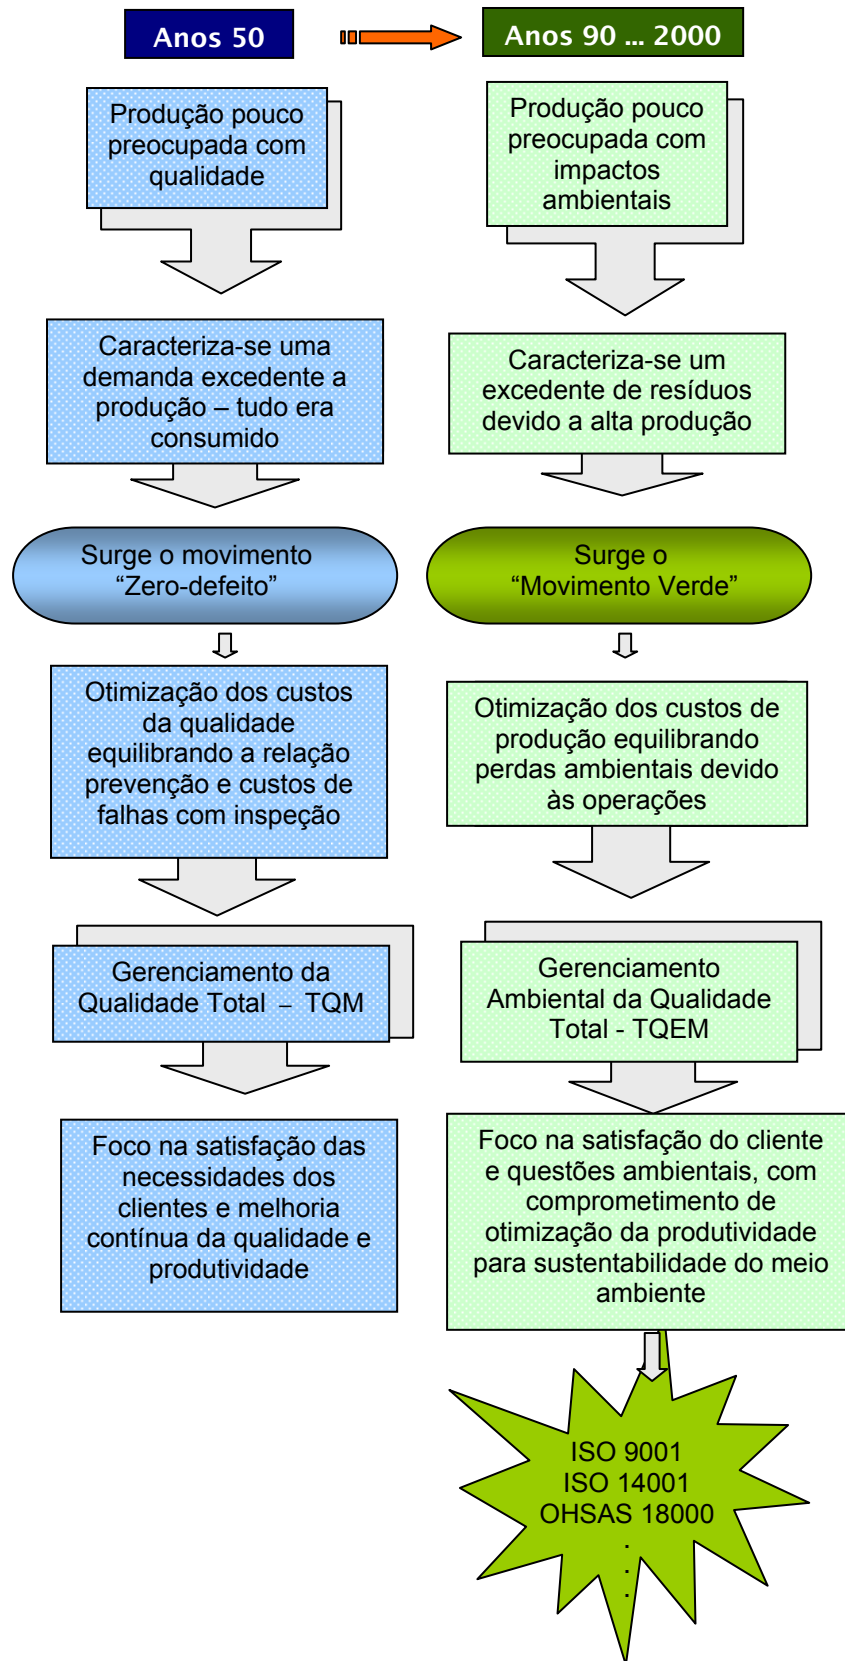 Anos 50
Anos 90 ... 2000
Produção pouco
preocupada com
qualidade
Produção pouco
preocupada com
impactos
ambientais
Caracteriza-se uma
demanda excedente a
produção – tudo era
consumido
Caracteriza-se um
excedente de resíduos
devido a alta produção
Surge o movimento
“Zero-defeito”
Surge o
“Movimento Verde”
Otimização dos custos
da qualidade
equilibrando a relação
prevenção e custos de
falhas com inspeção
Otimização dos custos de
produção equilibrando
perdas ambientais devido
às operações
Gerenciamento da
Qualidade Total – TQM
Gerenciamento
Ambiental da Qualidade
Total - TQEM
Foco na satisfação das
necessidades dos
clientes e melhoria
contínua da qualidade e
produtividade
Foco na satisfação do cliente
e questões ambientais, com
comprometimento de
otimização da produtividade
para sustentabilidade do meio
ambiente
ISO 9001
ISO 14001
OHSAS 18000
.
.
.